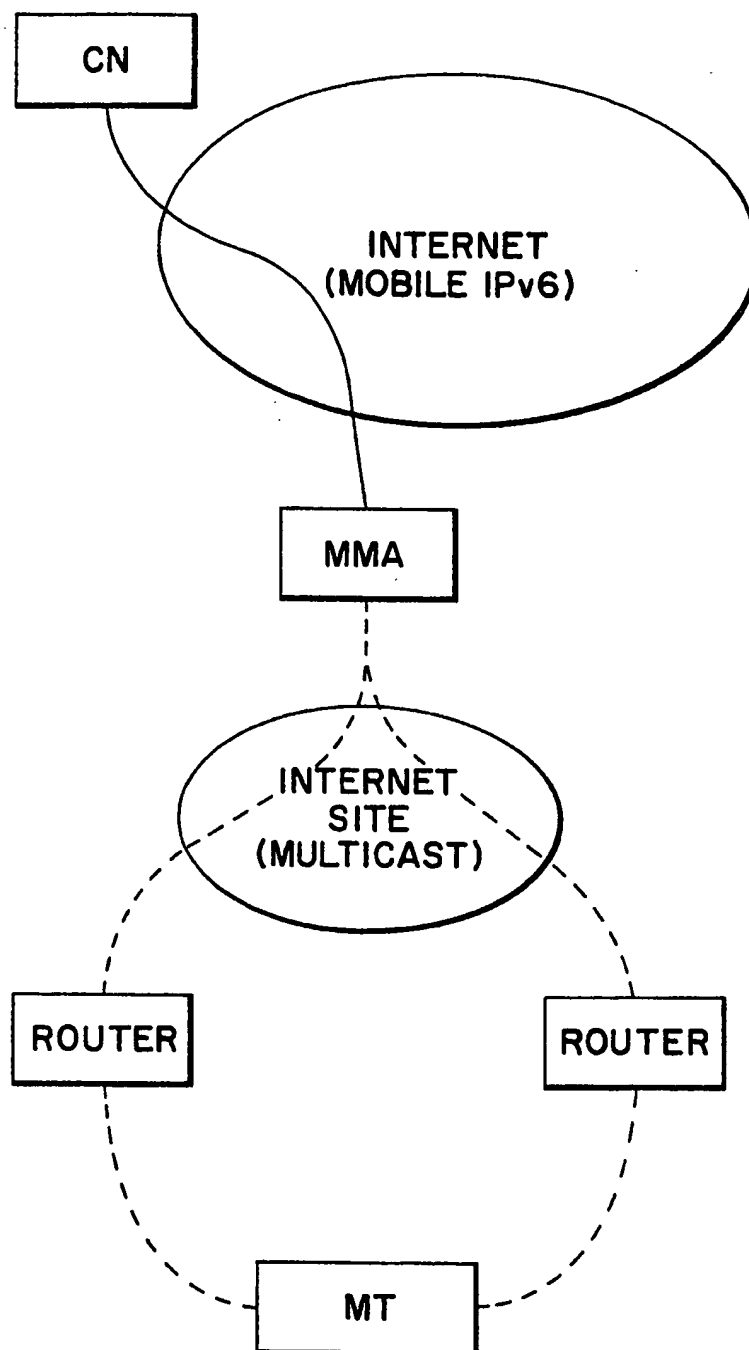 CN
INTERNET
(MOBILE IPv6)
MMA
INTERNET
SITE
(MULTICAST)
ROUTER
ROUTER
MT